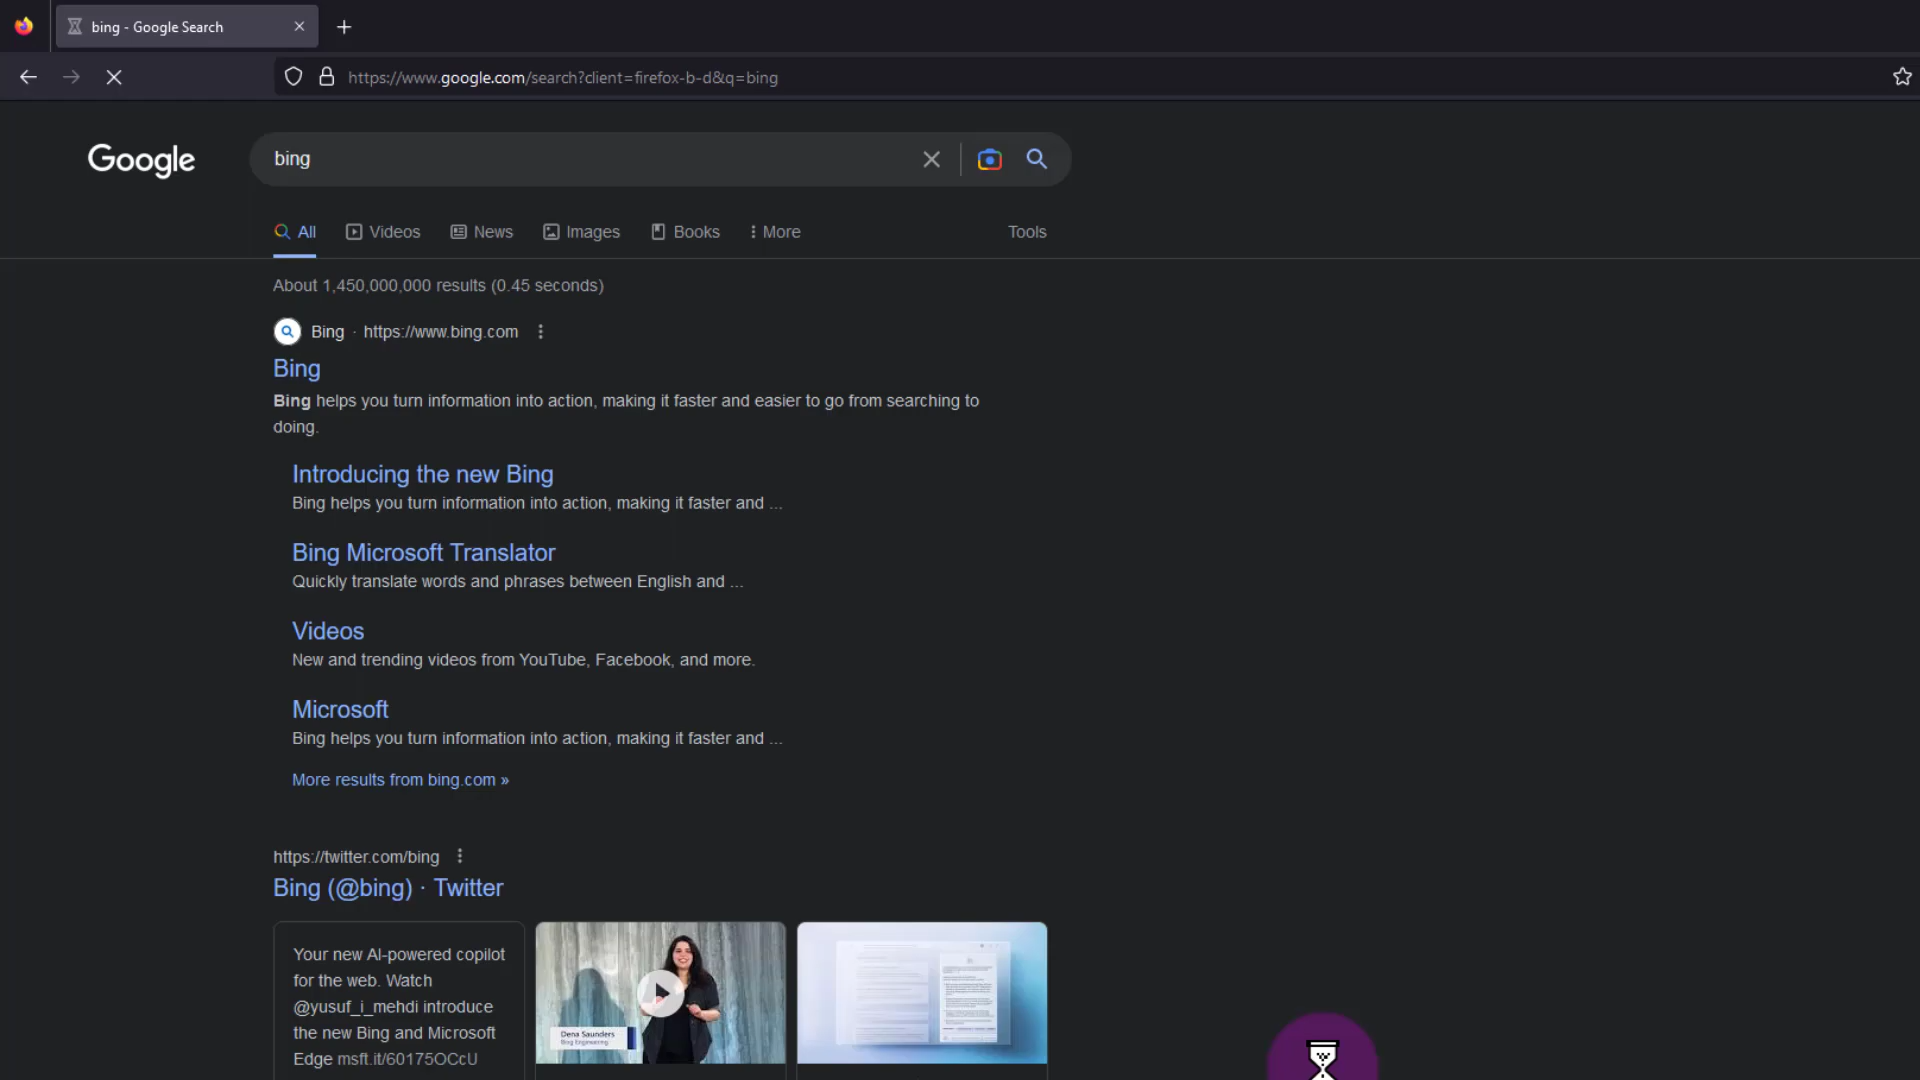 bing - Google Search
https://www.google.com/search?client=firefox-b-d&q=bing
Google
bing
All
Videos
News
Images
Books
More
Tools
About 1,450,000,000 results (0.45 seconds)
Bing · https://www.bing.com
Bing
Bing helps you turn information into action, making it faster and easier to go from searching to
doing.
Introducing the new Bing
Bing helps you turn information into action, making it faster and ...
Bing Microsoft Translator
Quickly translate words and phrases between English and ...
Videos
New and trending videos from YouTube, Facebook, and more.
Microsoft
Bing helps you turn information into action, making it faster and ...
More results from bing.com »
https://twitter.com/bing
Bing (@bing) · Twitter
Your new AI-powered copilot
for the web. Watch
@yusuf_i_mehdi introduce
the new Bing and Microsoft
Edge msft.it/60175OCcU
Dena Saunders
Bing Engineering